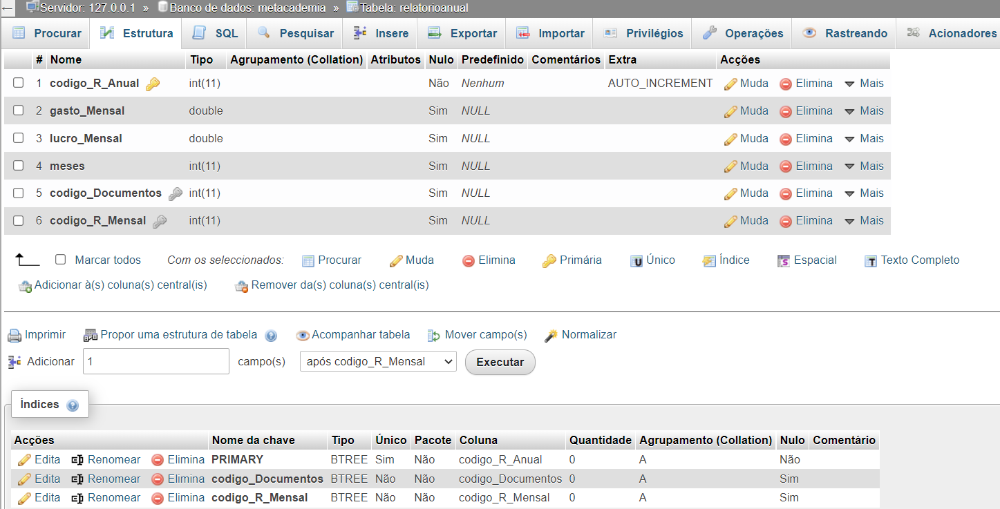 ← Servidor: 127.0.0.1 » Banco de dados: metacademia » Tabela: relatorioanual
Procurar Estrutura SQL Pesquisar Insere Exportar Importar Privilégios Operações Rastreando Acionadores
# Nome Tipo Agrupamento (Collation) Atributos Nulo Predefinido Comentários Extra Acções
1 codigo_R_Anual int(11) Não Nenhum AUTO_INCREMENT Muda Elimina Mais
2 gasto_Mensal double Sim NULL Muda Elimina Mais
3 lucro_Mensal double Sim NULL Muda Elimina Mais
4 meses int(11) Sim NULL Muda Elimina Mais
5 codigo_Documentos int(11) Sim NULL Muda Elimina Mais
6 codigo_R_Mensal int(11) Sim NULL Muda Elimina Mais
Marcar todos Com os seleccionados: Procurar Muda Elimina Primária U Único Índice S Espacial T Texto Completo
Adicionar à(s) coluna(s) central(is) Remover da(s) coluna(s) central(is)
Imprimir Propor uma estrutura de tabela ? Acompanhar tabela Mover campo(s) Normalizar
Adicionar 1 campo(s) após codigo_R_Mensal Executar
Índices ?
Acções Nome da chave Tipo Único Pacote Coluna Quantidade Agrupamento (Collation) Nulo Comentário
Edita Renomear Elimina PRIMARY BTREE Sim Não codigo_R_Anual 0 A Não
Edita Renomear Elimina codigo_Documentos BTREE Não Não codigo_Documentos 0 A Sim
Edita Renomear Elimina codigo_R_Mensal BTREE Não Não codigo_R_Mensal 0 A Sim